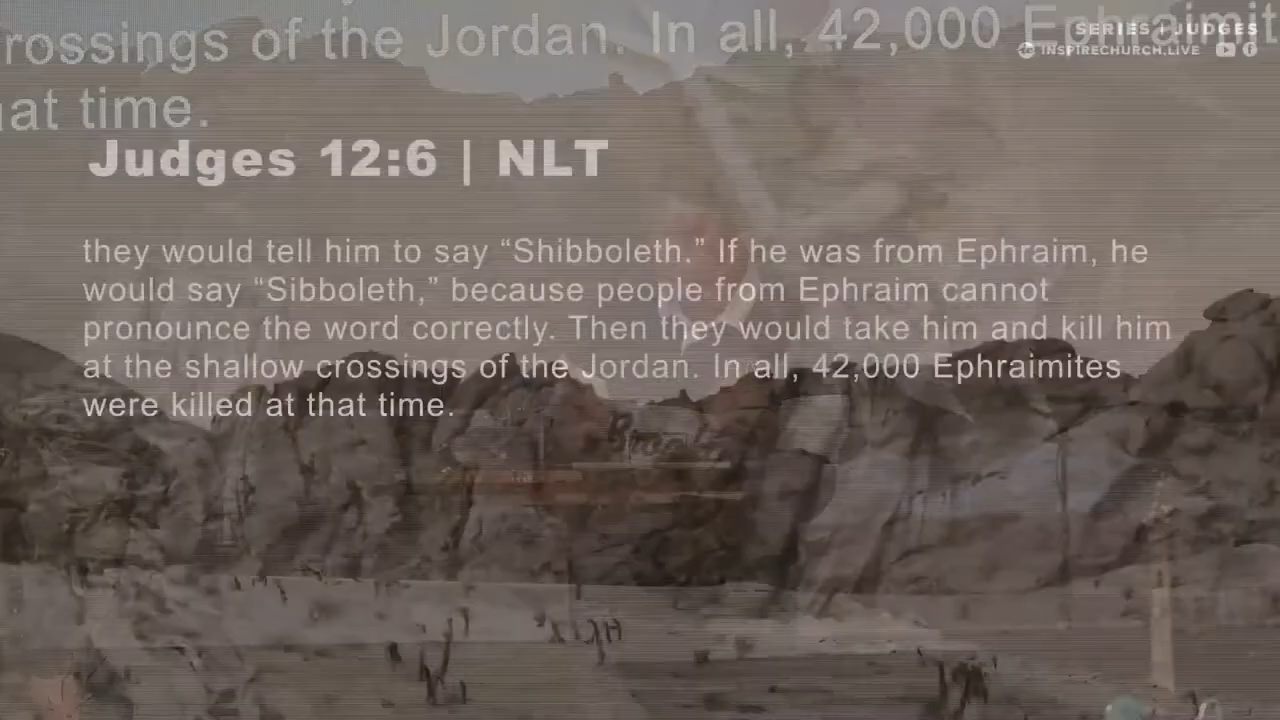 rossings of the Jordan. In all, 42,000 Ephraimit
SERIES | JUDGES
INSPIRECHURCH.LIVE
at time.
Judges 12:6 | NLT
they would tell him to say “Shibboleth.” If he was from Ephraim, he
would say “Sibboleth,” because people from Ephraim cannot
pronounce the word correctly. Then they would take him and kill him
at the shallow crossings of the Jordan. In all, 42,000 Ephraimites
were killed at that time.